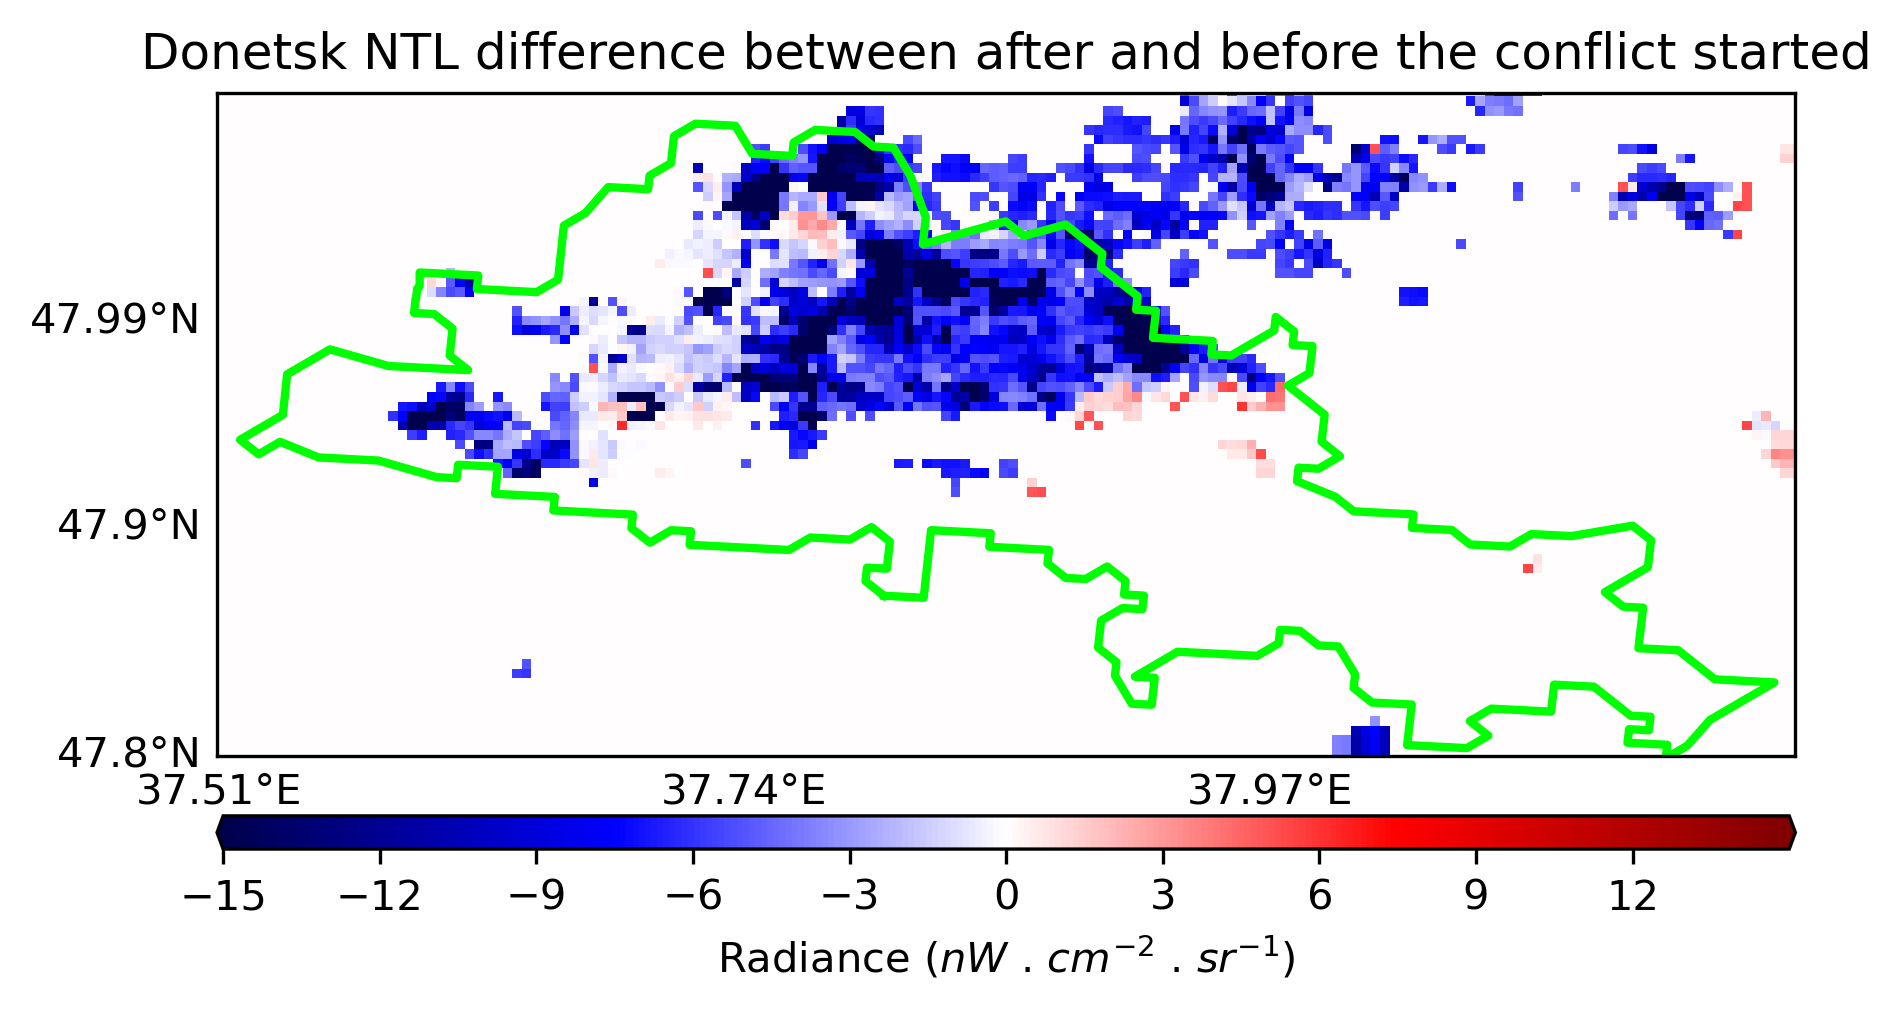 Donetsk NTL difference between after and before the conflict started
47.99°N
47.9°N
47.8°N
37.51°E 37.74°E 37.97°E
−15 −12 −9 −6 −3 0 3 6 9 12
Radiance (nW . cm⁻² . sr⁻¹)